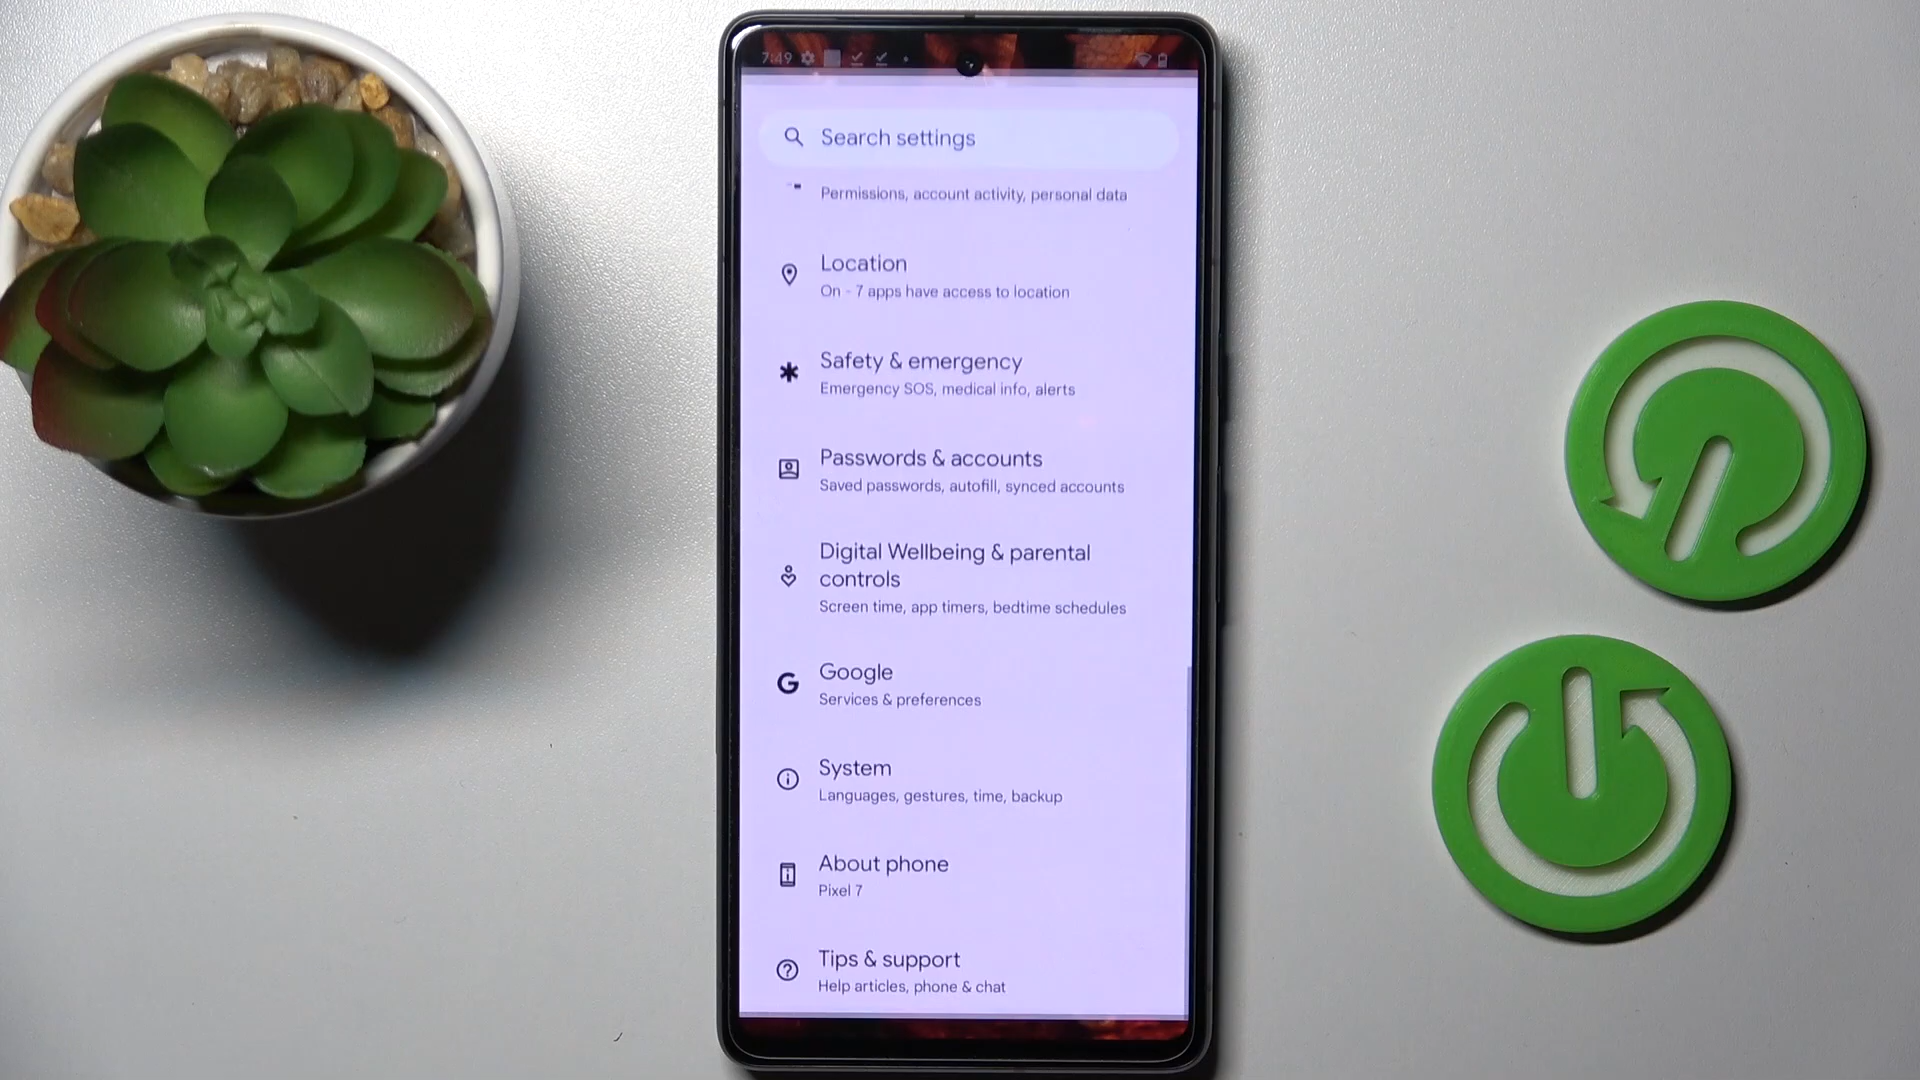 7:49
Search settings
Permissions, account activity, personal data
Location
On - 7 apps have access to location
Safety & emergency
Emergency SOS, medical info, alerts
Passwords & accounts
Saved passwords, autofill, synced accounts
Digital Wellbeing & parental
controls
Screen time, app timers, bedtime schedules
Google
Services & preferences
System
Languages, gestures, time, backup
About phone
Pixel 7
Tips & support
Help articles, phone & chat